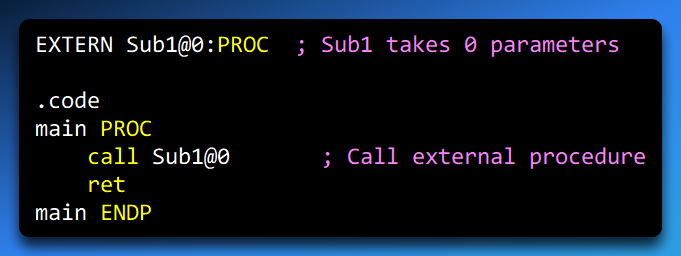 EXTERN Sub1@0:PROC  ; Sub1 takes 0 parameters
.code
main PROC
    call Sub1@0       ; Call external procedure
    ret
main ENDP